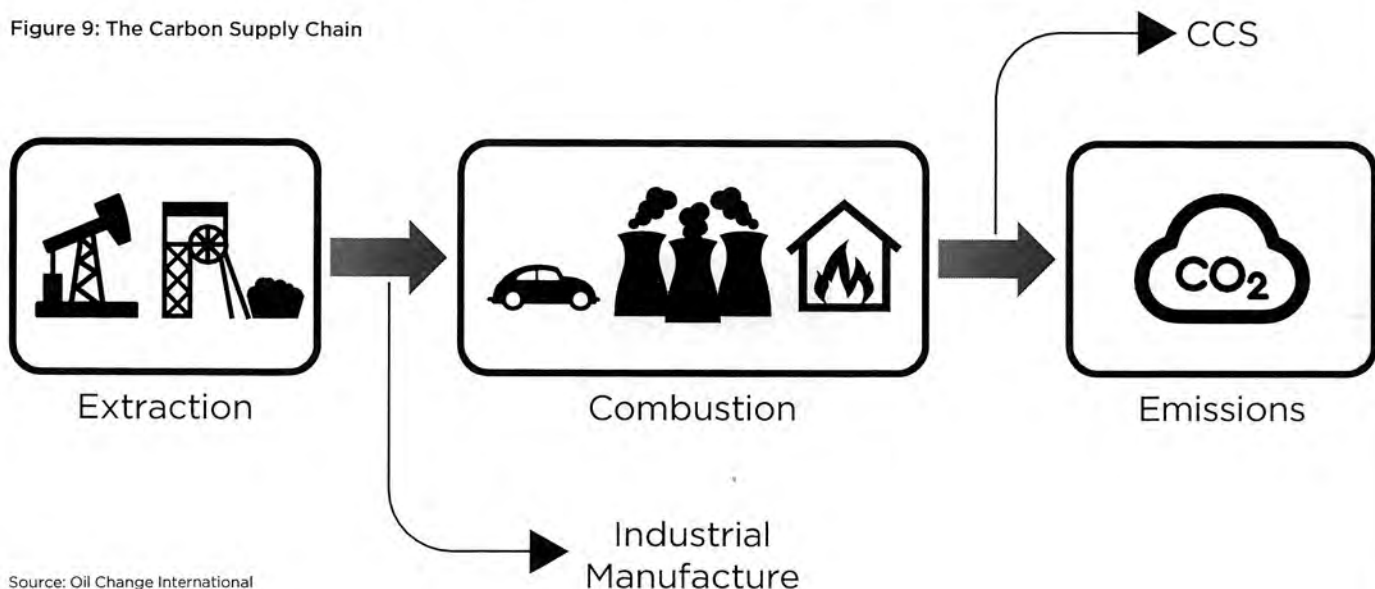 Figure 9: The Carbon Supply Chain
CCS
CO₂
Extraction
Combustion
Emissions
Industrial
Manufacture
Source: Oil Change International